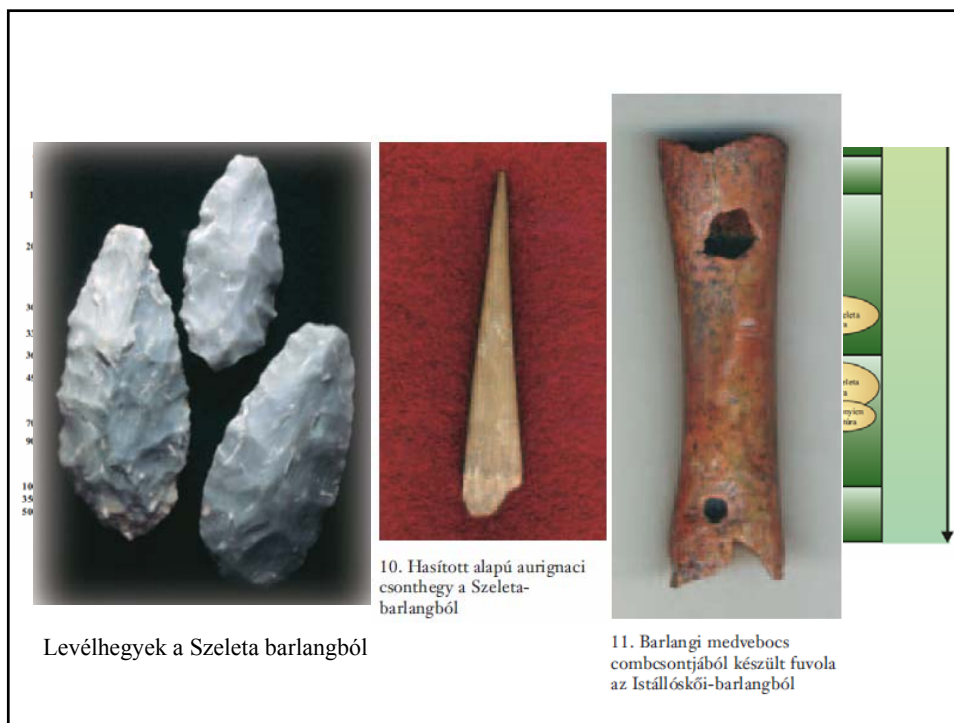 Levélhegyek a Szeleta barlangból
10. Hasított alapú aurignaci
csonthegy a Szeleta-
barlangból
11. Barlangi medvebocs
combcsontjából készült fuvola
az Istállóskői-barlangból